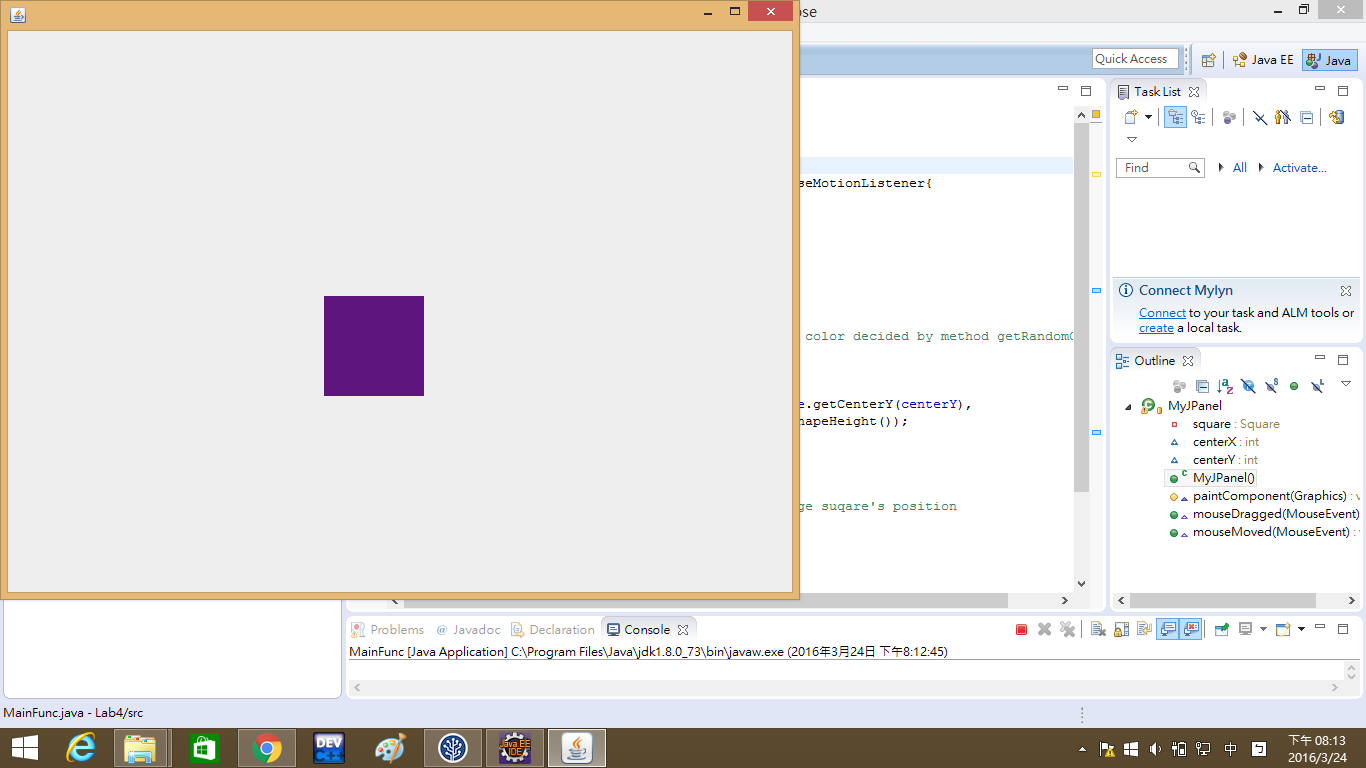 ose
Quick Access
Java EE
Java
Task List
Find
All
Activate...
seMotionListener{
color decided by method getRandomC
e.getCenterY(centerY),
hapeHeight());
ge suqare's position
Connect Mylyn
Connect to your task and ALM tools or
create a local task.
Outline
MyJPanel
square : Square
centerX : int
centerY : int
MyJPanel()
paintComponent(Graphics) : v
mouseDragged(MouseEvent)
mouseMoved(MouseEvent) :
Problems
Javadoc
Declaration
Console
MainFunc [Java Application] C:\Program Files\Java\jdk1.8.0_73\bin\javaw.exe (2016年3月24日 下午8:12:45)
MainFunc.java - Lab4/src
DEV
C++
Java EE
IDE
中
下午 08:13
2016/3/24